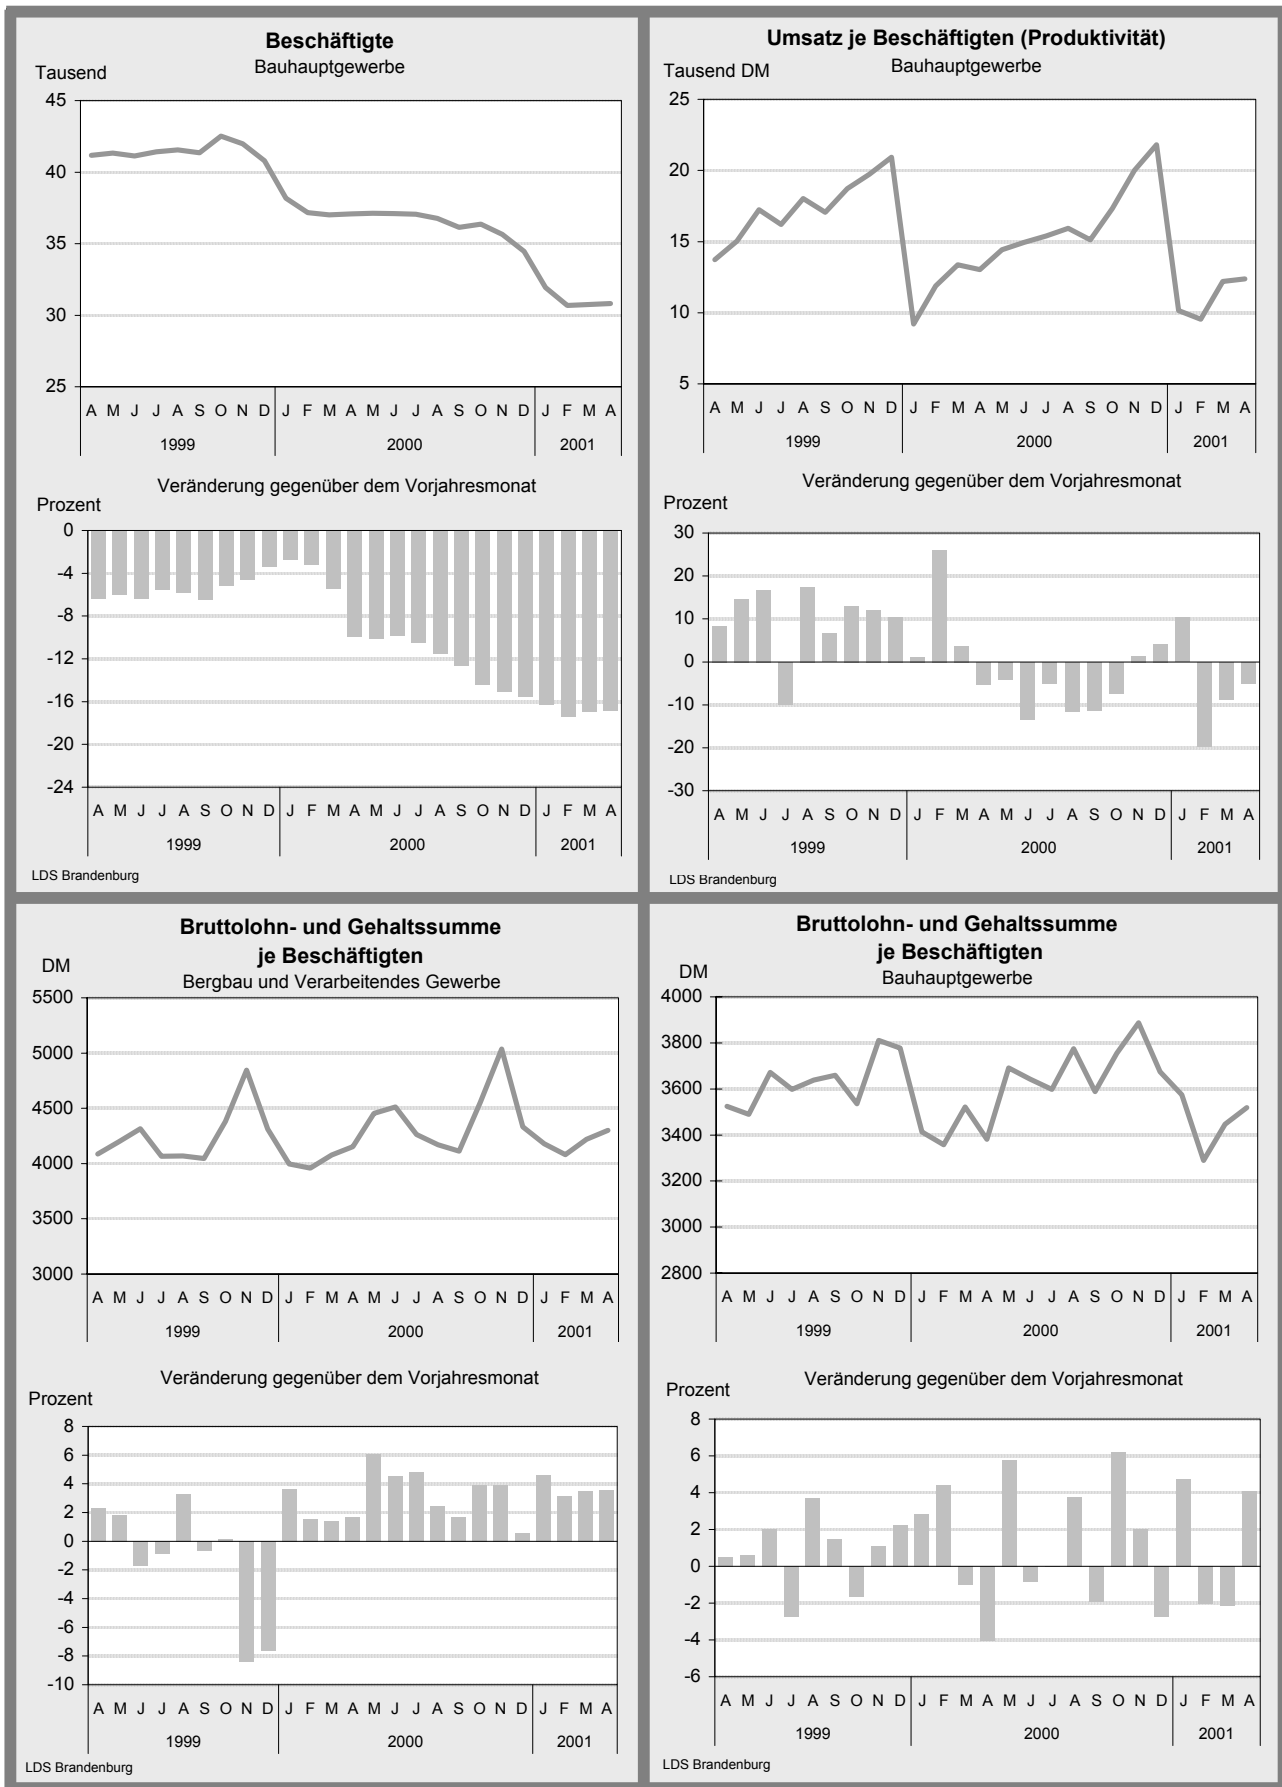 Beschäftigte
Bauhauptgewerbe
Tausend
45
40
35
30
25
A M J J A S O N D J F M A M J J A S O N D J F M A
1999 2000 2001
Veränderung gegenüber dem Vorjahresmonat
Prozent
0
-4
-8
-12
-16
-20
-24
A M J J A S O N D J F M A M J J A S O N D J F M A
1999 2000 2001
LDS Brandenburg
Umsatz je Beschäftigten (Produktivität)
Bauhauptgewerbe
Tausend DM
25
20
15
10
5
A M J J A S O N D J F M A M J J A S O N D J F M A
1999 2000 2001
Veränderung gegenüber dem Vorjahresmonat
Prozent
30
20
10
0
-10
-20
-30
A M J J A S O N D J F M A M J J A S O N D J F M A
1999 2000 2001
LDS Brandenburg
Bruttolohn- und Gehaltssumme
je Beschäftigten
Bergbau und Verarbeitendes Gewerbe
DM
5500
5000
4500
4000
3500
3000
A M J J A S O N D J F M A M J J A S O N D J F M A
1999 2000 2001
Veränderung gegenüber dem Vorjahresmonat
Prozent
8
6
4
2
0
-2
-4
-6
-8
-10
A M J J A S O N D J F M A M J J A S O N D J F M A
1999 2000 2001
LDS Brandenburg
Bruttolohn- und Gehaltssumme
je Beschäftigten
Bauhauptgewerbe
DM
4000
3800
3600
3400
3200
3000
2800
A M J J A S O N D J F M A M J J A S O N D J F M A
1999 2000 2001
Veränderung gegenüber dem Vorjahresmonat
Prozent
8
6
4
2
0
-2
-4
-6
A M J J A S O N D J F M A M J J A S O N D J F M A
1999 2000 2001
LDS Brandenburg